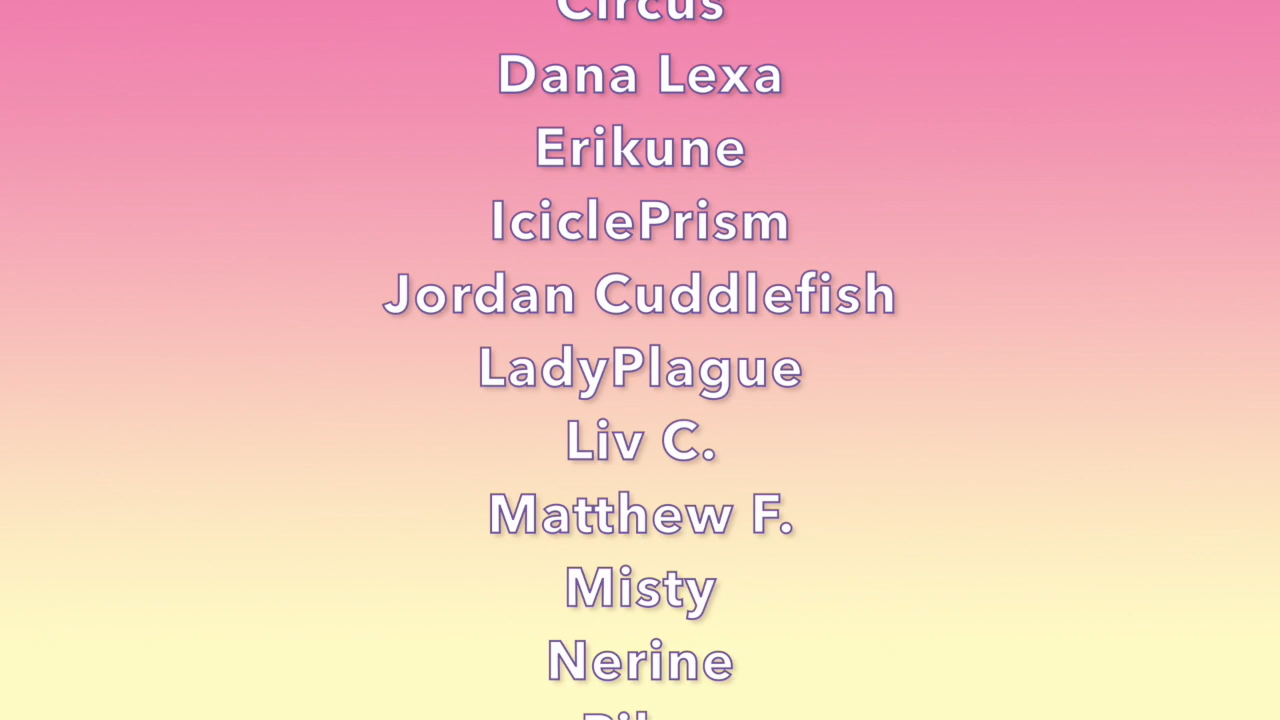 Circus
Dana Lexa
Erikune
IciclePrism
Jordan Cuddlefish
LadyPlague
Liv C.
Matthew F.
Misty
Nerine